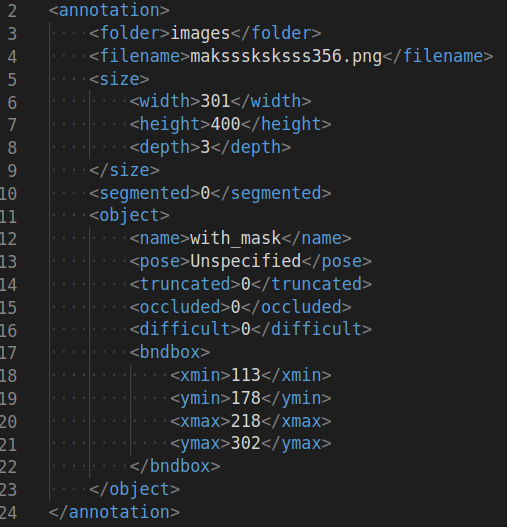 2 <annotation>
3 <folder>images</folder>
4 <filename>maksssksksss356.png</filename>
5 <size>
6 <width>301</width>
7 <height>400</height>
8 <depth>3</depth>
9 </size>
10 <segmented>0</segmented>
11 <object>
12 <name>with_mask</name>
13 <pose>Unspecified</pose>
14 <truncated>0</truncated>
15 <occluded>0</occluded>
16 <difficult>0</difficult>
17 <bndbox>
18 <xmin>113</xmin>
19 <ymin>178</ymin>
20 <xmax>218</xmax>
21 <ymax>302</ymax>
22 </bndbox>
23 </object>
24 </annotation>